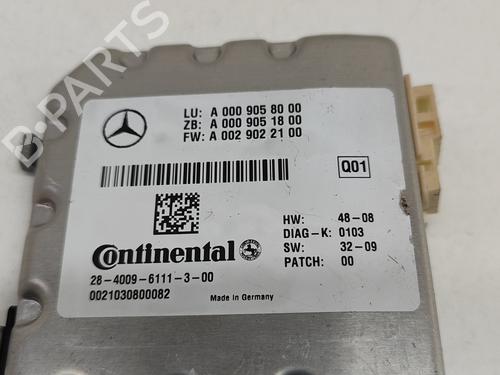 B-PARTS
LU: A 000 905 80 00
ZB: A 000 905 18 00
FW: A 002 902 21 00
Q01
HW: 48-08
DIAG-K: 0103
SW: 32-09
PATCH: 00
Continental
28-4009-6111-3-00
0021030800082
Made in Germany